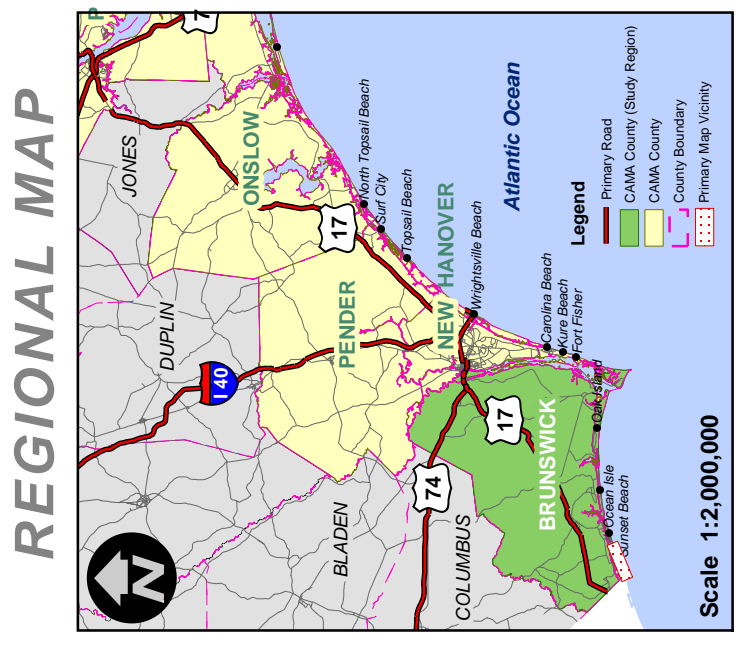 REGIONAL MAP
P
7
JONES
ONSLOW
17
North Topsail Beach
Surf City
Topsail Beach
Atlantic Ocean
DUPLIN
I 40
PENDER
NEW HANOVER
Wrightsville Beach
Carolina Beach
Kure Beach
Fort Fisher
Legend
Primary Road
CAMA County (Study Region)
CAMA County
County Boundary
Primary Map Vicinity
N
BLADEN
74
COLUMBUS
17
BRUNSWICK
Oak Island
Ocean Isle
Sunset Beach
Scale 1:2,000,000